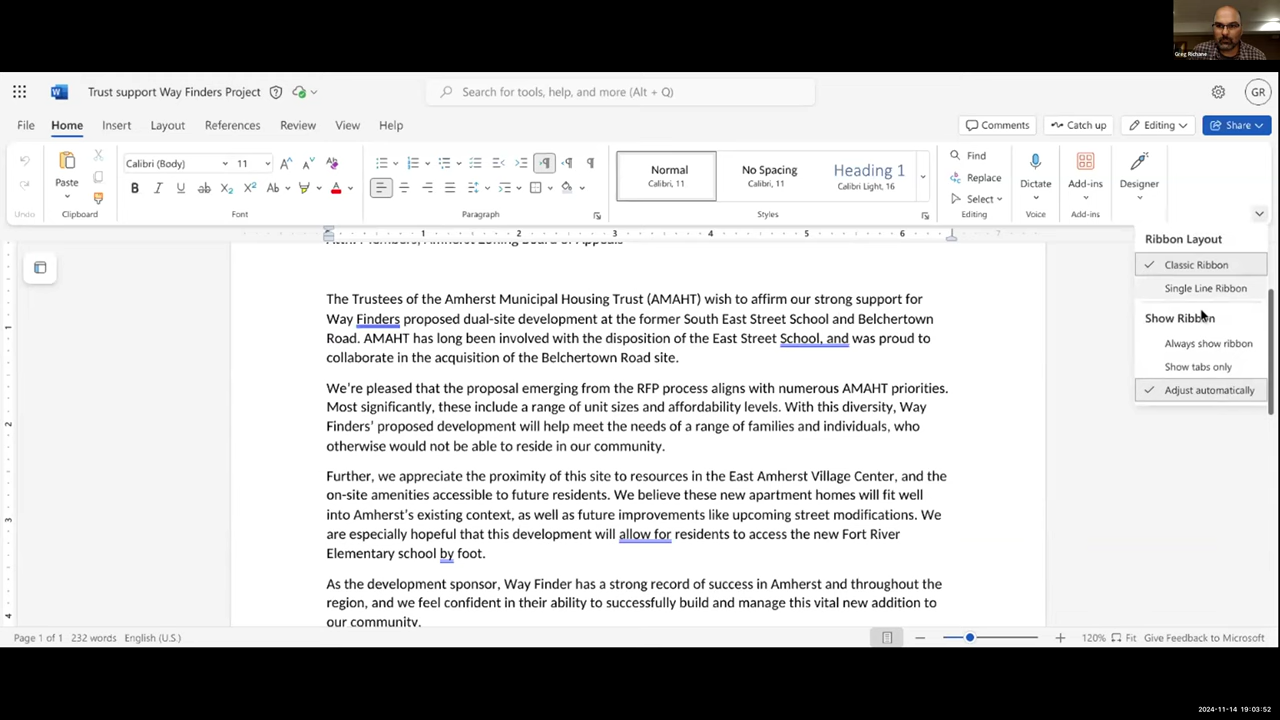 Greg Richane
Trust support Way Finders Project
Search for tools, help, and more (Alt + Q)
GR
File Home Insert Layout References Review View Help
Comments Catch up Editing Share
Paste
Calibri (Body) 11
Normal
Calibri, 11
No Spacing
Calibri, 11
Heading 1
Calibri Light, 16
Find
Replace
Select
Dictate
Add-ins
Designer
Undo Clipboard Font Paragraph Styles Editing Voice Add-ins
1 2 3 4 5 6 7
Ribbon Layout
Classic Ribbon
Single Line Ribbon
Show Ribbon
Always show ribbon
Show tabs only
Adjust automatically
The Trustees of the Amherst Municipal Housing Trust (AMAHT) wish to affirm our strong support for
Way Finders proposed dual-site development at the former South East Street School and Belchertown
Road. AMAHT has long been involved with the disposition of the East Street School, and was proud to
collaborate in the acquisition of the Belchertown Road site.
We’re pleased that the proposal emerging from the RFP process aligns with numerous AMAHT priorities.
Most significantly, these include a range of unit sizes and affordability levels. With this diversity, Way
Finders’ proposed development will help meet the needs of a range of families and individuals, who
otherwise would not be able to reside in our community.
Further, we appreciate the proximity of this site to resources in the East Amherst Village Center, and the
on-site amenities accessible to future residents. We believe these new apartment homes will fit well
into Amherst’s existing context, as well as future improvements like upcoming street modifications. We
are especially hopeful that this development will allow for residents to access the new Fort River
Elementary school by foot.
As the development sponsor, Way Finder has a strong record of success in Amherst and throughout the
region, and we feel confident in their ability to successfully build and manage this vital new addition to
our community.
1
2
3
4
Page 1 of 1 232 words English (U.S.)
120% Fit Give Feedback to Microsoft
2024-11-14 19:03:52